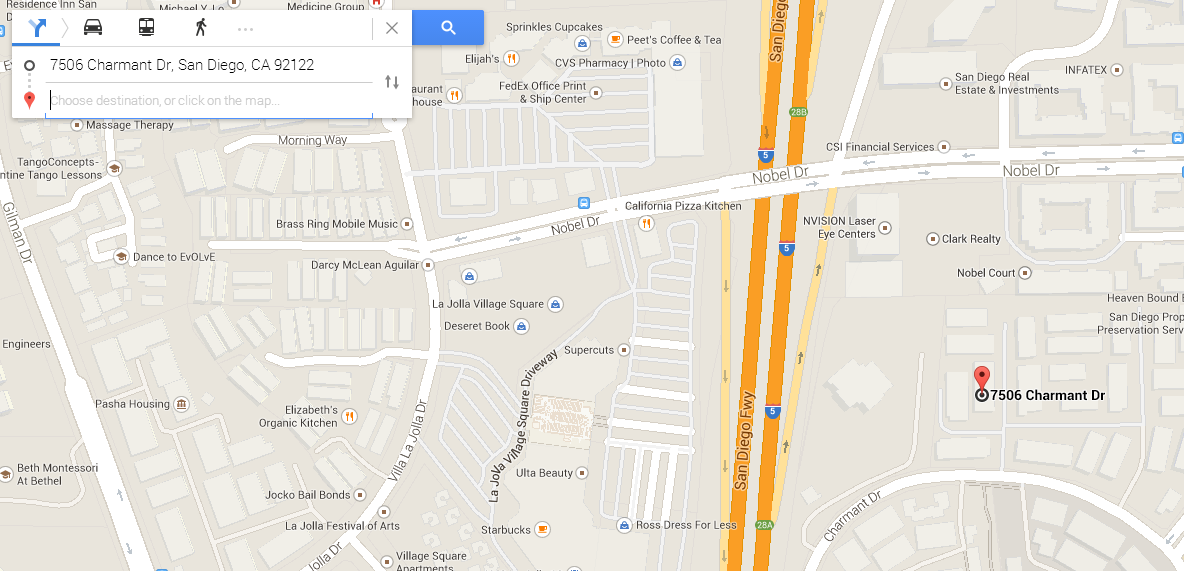 Residence Inn San
Michael Y. Lo
Medicine Group
7506 Charmant Dr, San Diego, CA 92122
Choose destination, or click on the map...
Sprinkles Cupcakes
Peet's Coffee & Tea
Elijah's
CVS Pharmacy | Photo
FedEx Office Print
& Ship Center
San Diego
San Diego Real
Estate & Investments
INFATEX
28B
Massage Therapy
Morning Way
TangoConcepts-
ntine Tango Lessons
5
CSI Financial Services
Nobel Dr
Nobel Dr
Gilman Dr
Brass Ring Mobile Music
California Pizza Kitchen
Nobel Dr
NVISION Laser
Eye Centers
Clark Realty
5
Dance to EvOLvE
Darcy McLean Aguilar
Nobel Court
La Jolla Village Square
Heaven Bound
San Diego Prop
Preservation Serv
Deseret Book
Engineers
Supercuts
La Jolla Village Square Driveway
7506 Charmant Dr
Pasha Housing
Elizabeth's
Organic Kitchen
5
San Diego Fwy
Villa La Jolla Dr
Beth Montessori
At Bethel
Ulta Beauty
Jocko Bail Bonds
Charmant Dr
La Jolla Festival of Arts
Starbucks
Ross Dress For Less
28A
Jolla Dr
Village Square
Apartments